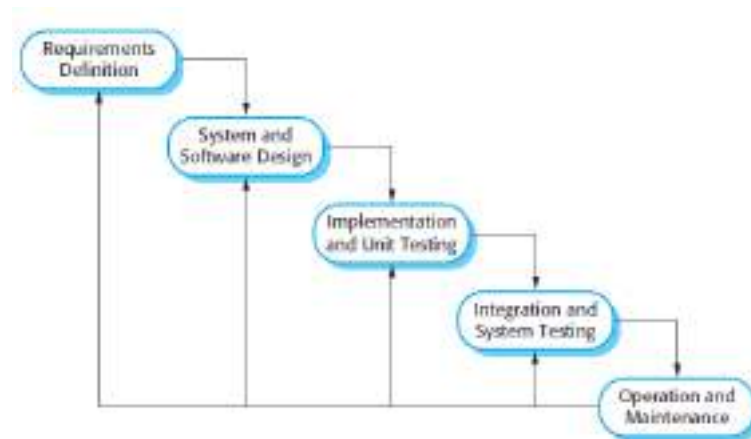 Requirements
Definition
System and
Software Design
Implementation
and Unit Testing
Integration and
System Testing
Operation and
Maintenance